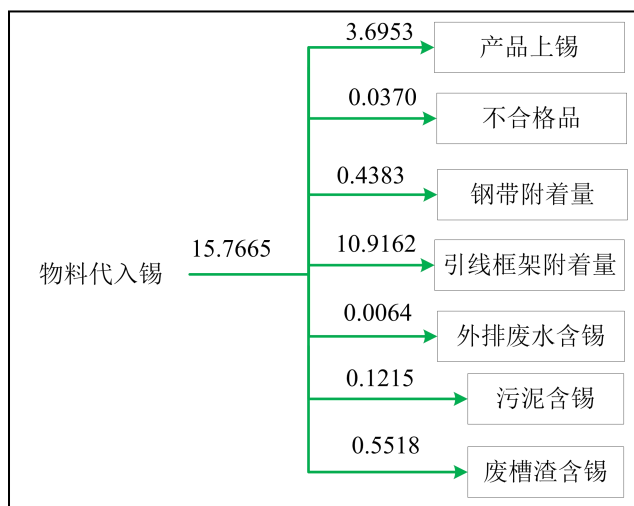 3.6953
产品上锡
0.0370
不合格品
0.4383
钢带附着量
物料代入锡
15.7665
10.9162
引线框架附着量
0.0064
外排废水含锡
0.1215
污泥含锡
0.5518
废槽渣含锡